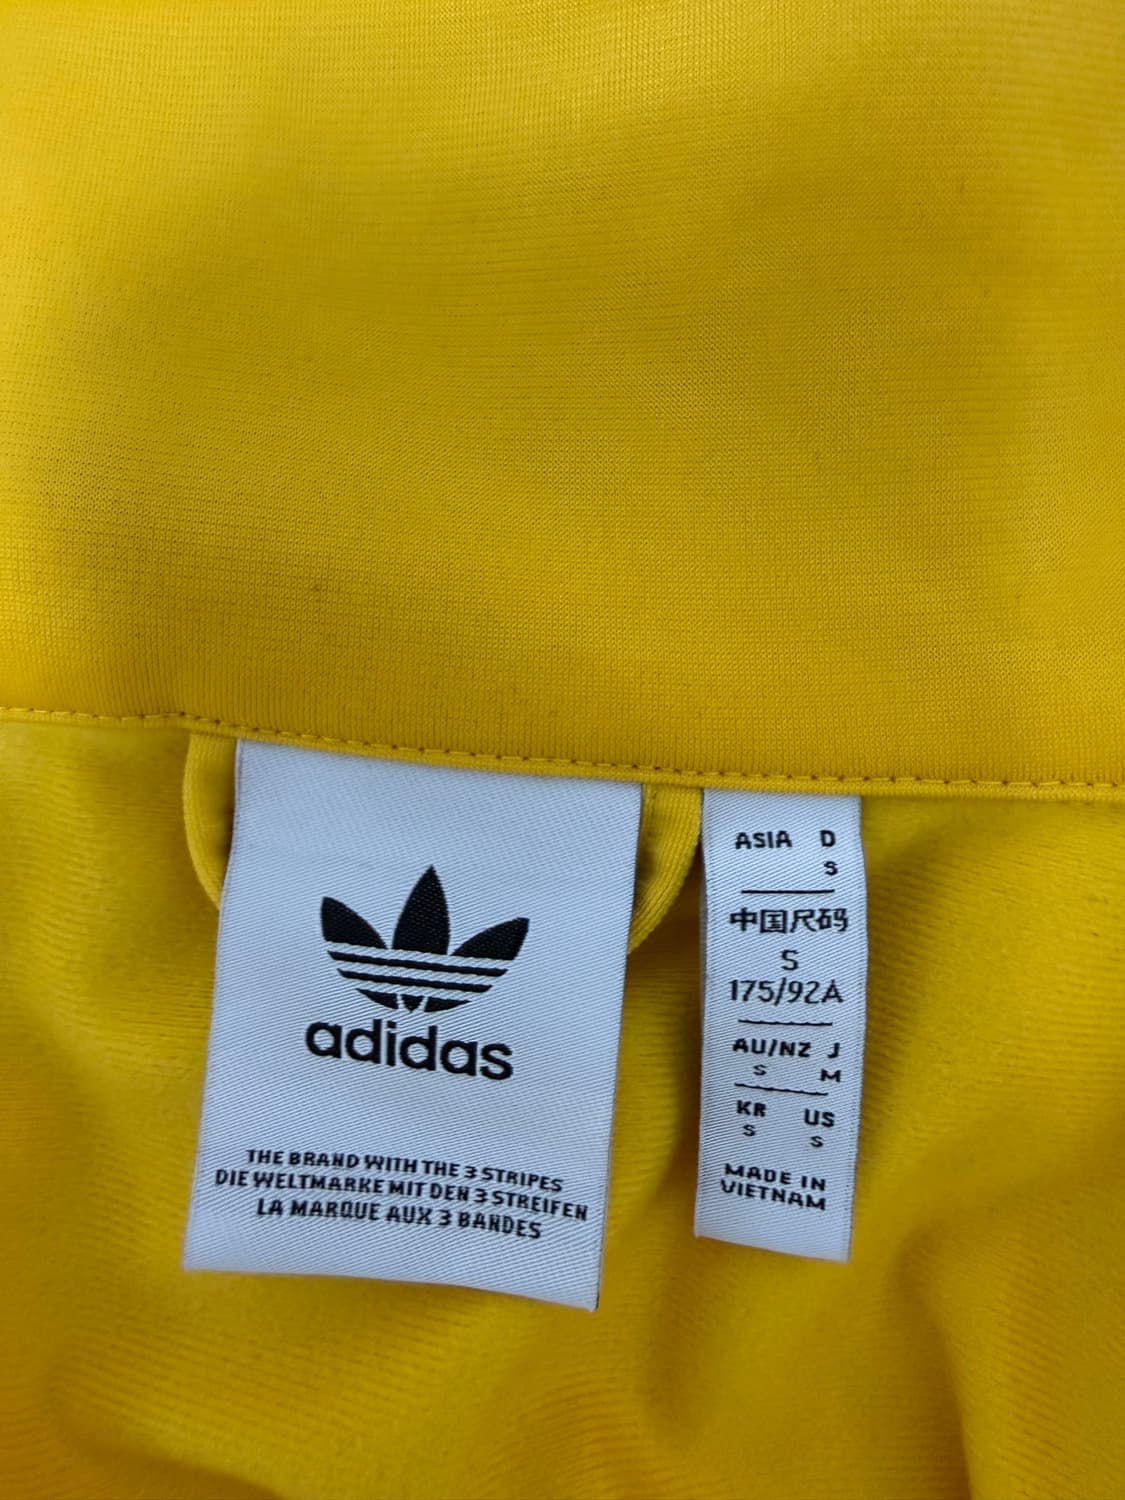 adidas
THE BRAND WITH THE 3 STRIPES
DIE WELTMARKE MIT DEN 3 STREIFEN
LA MARQUE AUX 3 BANDES
ASIA D
S
中国尺码
S
175/92A
AU/NZ J
S M
KR US
S S
MADE IN
VIETNAM